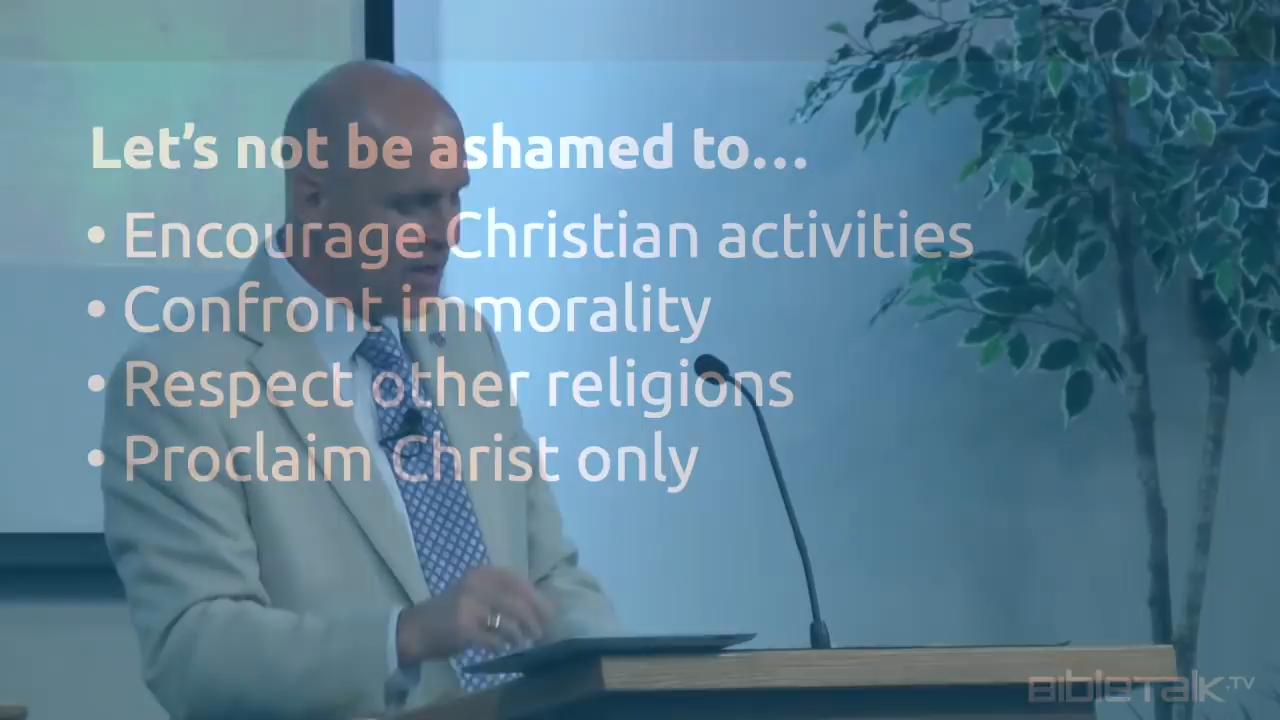 Let's not be ashamed to...
• Encourage Christian activities
• Confront immorality
• Respect other religions
• Proclaim Christ only
BibleTalk.TV